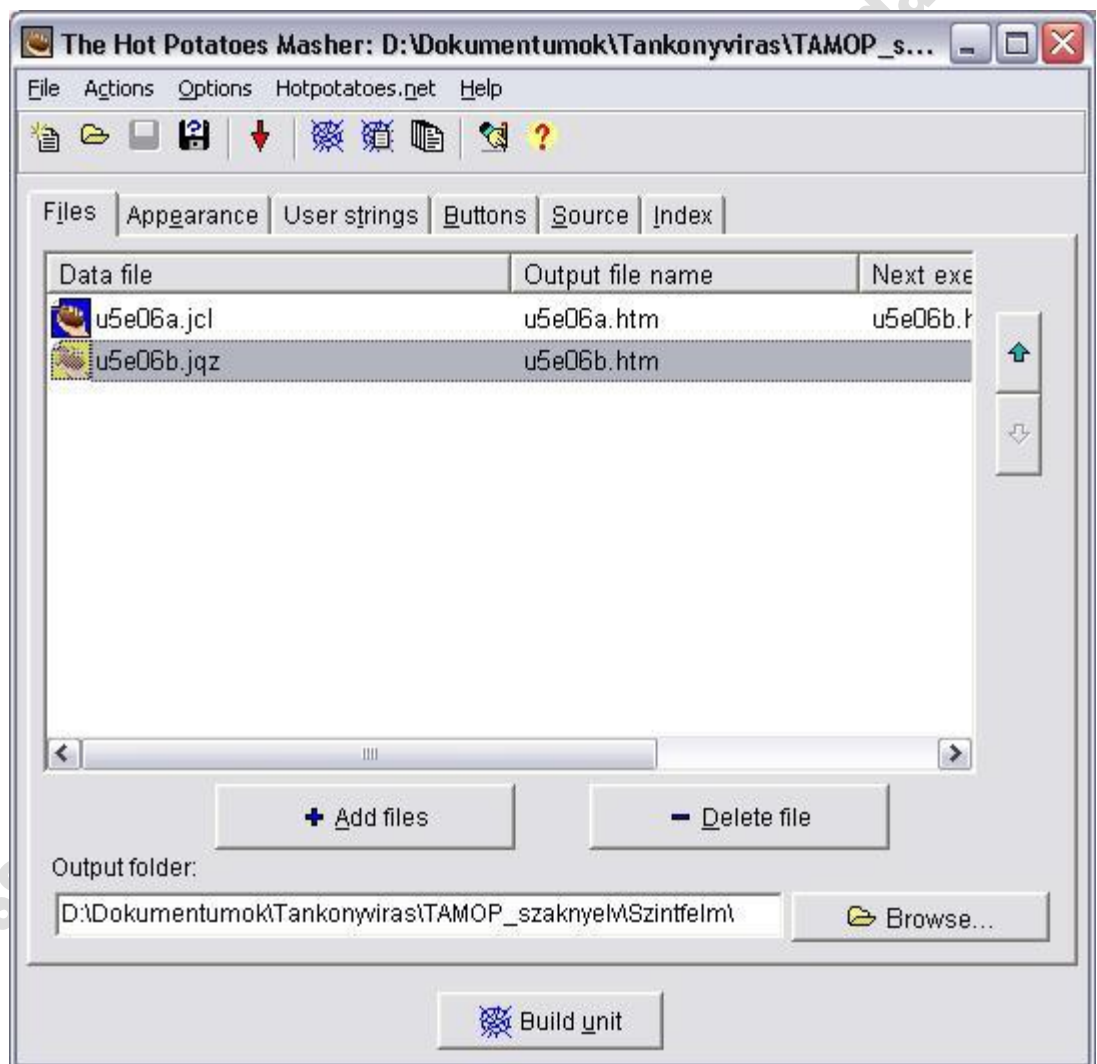 The Hot Potatoes Masher: D:\Dokumentumok\Tankonyviras\TAMOP_s...
File Actions Options Hotpotatoes.net Help
Files Appearance User strings Buttons Source Index
Data file Output file name Next exe
u5e06a.jcl u5e06a.htm u5e06b.h
u5e06b.jqz u5e06b.htm
+ Add files - Delete file
Output folder:
D:\Dokumentumok\Tankonyviras\TAMOP_szaknyelv\Szintfelm\ Browse...
Build unit